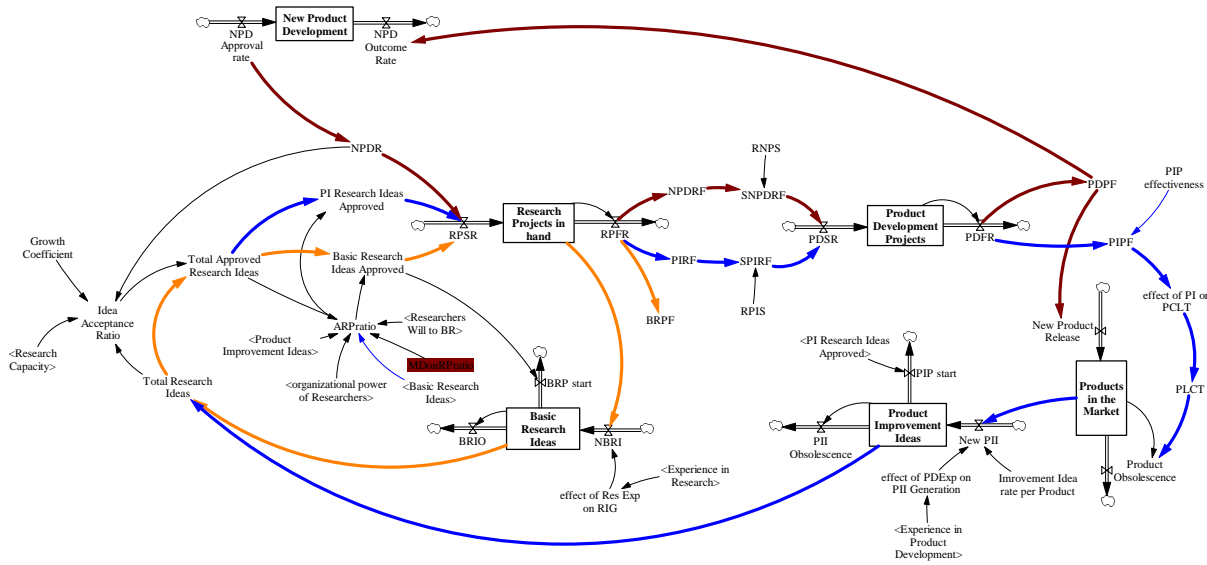 New Product
Development
NPD
Approval
rate
NPD
Outcome
Rate
NPDR
RNPS
PIP
effectiveness
PI Research Ideas
Approved
NPDRF
SNPDRF
PDPF
Research
Projects in
hand
Product
Development
Projects
RPSR
RPFR
PDSR
PDFR
PIPF
Growth
Coefficient
Total Approved
Research Ideas
Basic Research
Ideas Approved
PIRF
SPIRF
Idea
Acceptance
Ratio
<Researchers
Will to BR>
ARPratio
BRPF
RPIS
effect of PI on
PCLT
New Product
Release
<Research
Capacity>
<Product
Improvement Ideas>
MDonRPratio
<PI Research Ideas
Approved>
<organizational power
of Researchers>
<Basic Research
Ideas>
BRP start
PIP start
Total Research
Ideas
Products
in the
Market
PLCT
Basic
Research
Ideas
BRIO
NBRI
Product
Improvement
Ideas
PII
Obsolescence
New PII
Product
Obsolescence
<Experience in
Research>
effect of Res Exp
on RIG
effect of PDExp on
PII Generation
Imrovement Idea
rate per Product
<Experience in
Product
Development>